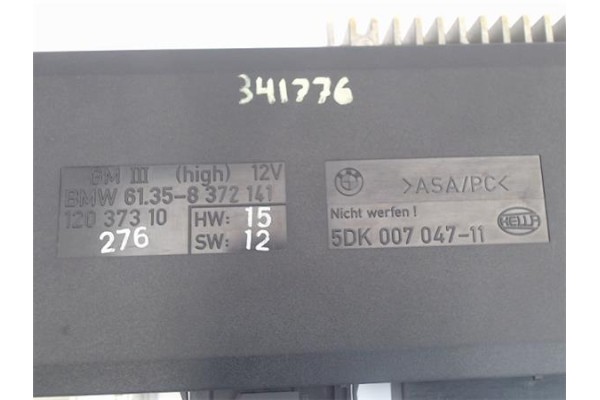 341776
GM III (high) 12V
BMW 61.35-8 372 141
120 373 10
276
HW: 15
SW: 12
>ASA/PC<
Nicht werfen !
5DK 007 047-11
HELLA